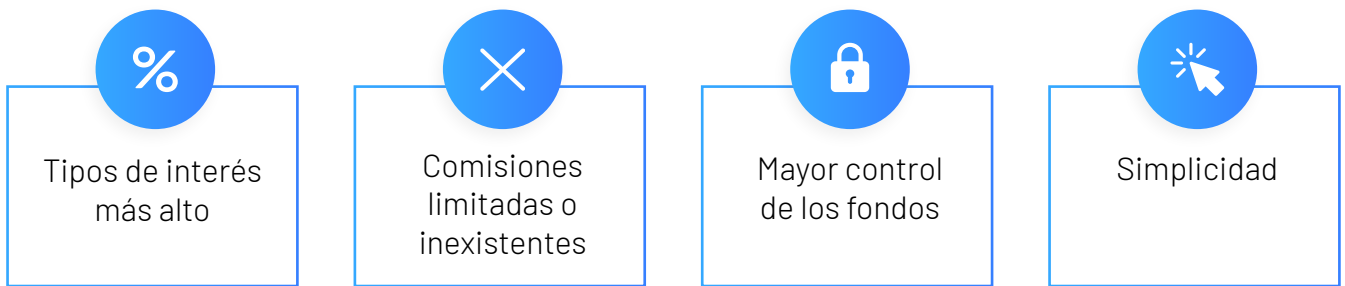 %
Tipos de interés
más alto
Comisiones
limitadas o
inexistentes
Mayor control
de los fondos
Simplicidad